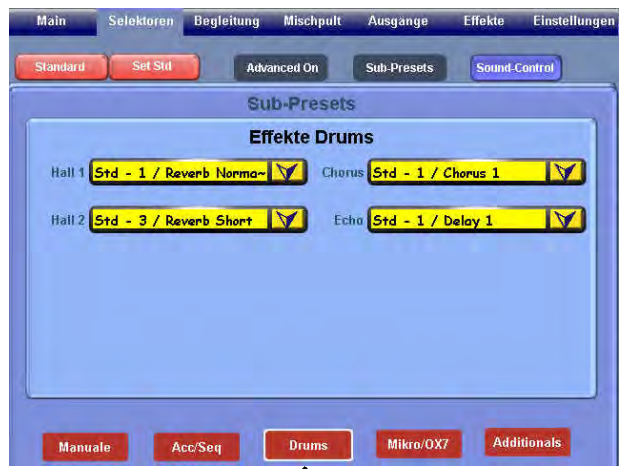 Main Selektoren Begleitung Mischpult Ausgange Effekte Einstellungen
Standard Set Std Advanced On Sub-Presets Sound-Control
Sub-Presets
Effekte Drums
Hall 1 Std - 1 / Reverb Norma~ Chorus Std - 1 / Chorus 1
Hall 2 Std - 3 / Reverb Short Echo Std - 1 / Delay 1
Manuale Acc/Seq Drums Mikro/OX7 Additionals